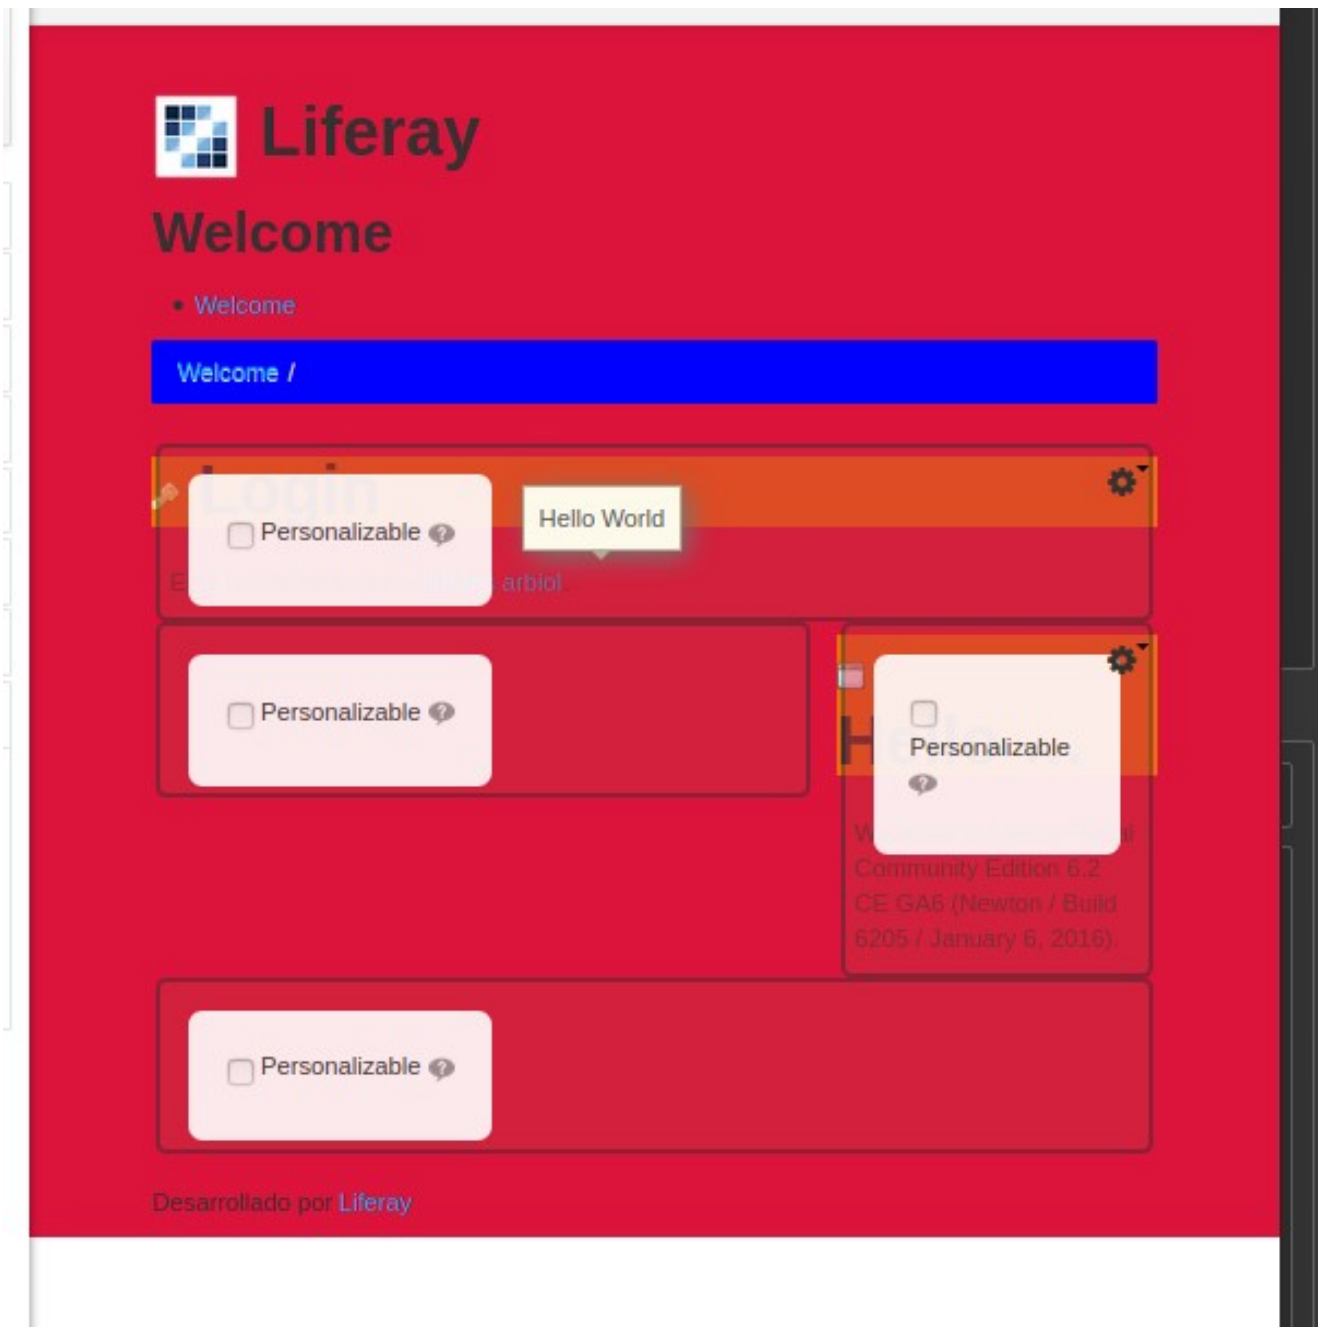 Liferay
Welcome
Welcome
Welcome /
Login
Personalizable
Hello World
arbiol
Personalizable
Personalizable
Community Edition 6.2
CE GA6 (Newton / Build
6205 / January 6, 2016).
Personalizable
Desarrollado por Liferay